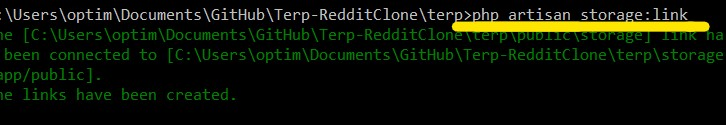 :\Users\optim\Documents\GitHub\Terp-RedditClone\terp>php artisan storage:link
he [C:\Users\optim\Documents\GitHub\Terp-RedditClone\terp\public\storage] link ha
been connected to [C:\Users\optim\Documents\GitHub\Terp-RedditClone\terp\storage
app/public].
he links have been created.